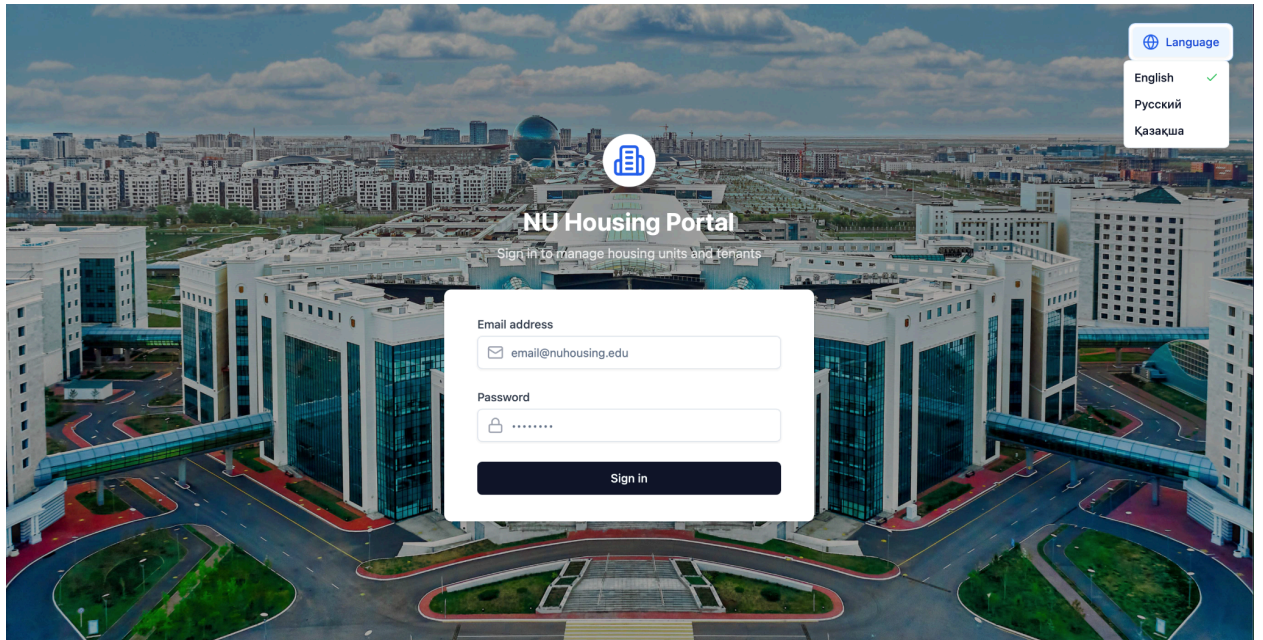 Language
English
Русский
Қазақша
NU Housing Portal
Sign in to manage housing units and tenants
Email address
email@nuhousing.edu
Password
••••••••
Sign in